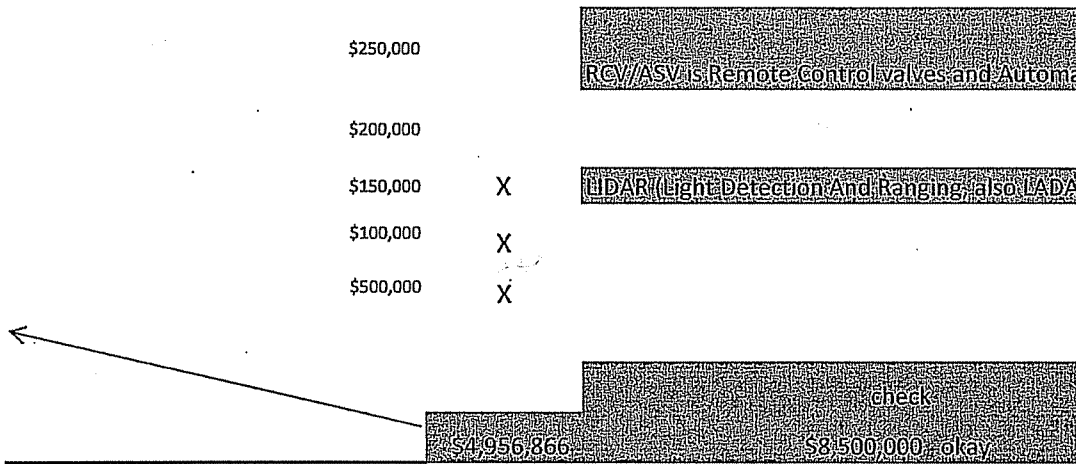 $250,000
RCV/ASV is Remote Control valves and Automa
$200,000
$150,000 X LIDAR (Light Detection And Ranging, also LADA
$100,000 X
$500,000 X
check
$4,956,866 $8,500,000 - okay